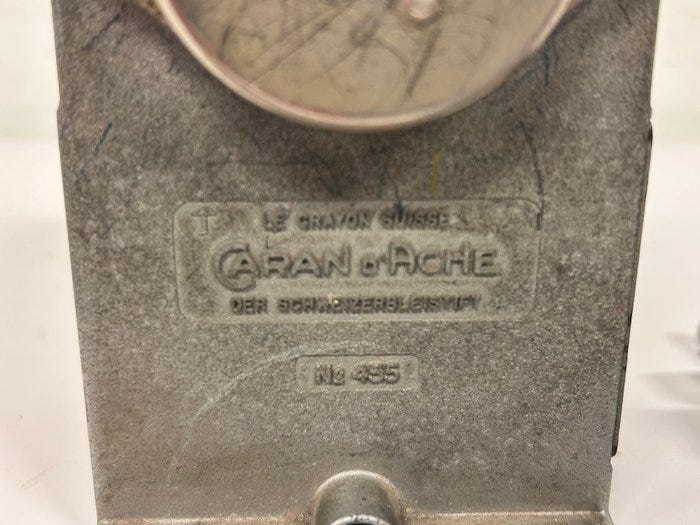 LE CRAYON SUISSE
CARAN D'ACHE
DER SCHWEIZERBLEISTIFT
No 455